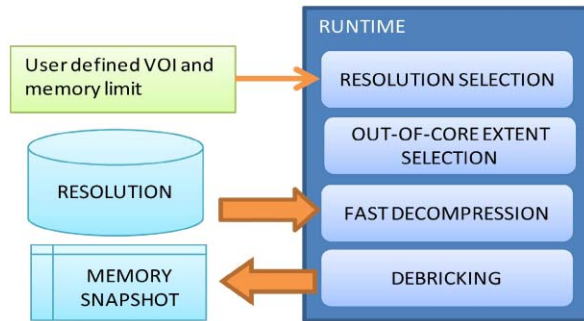 RUNTIME
User defined VOI and
memory limit
RESOLUTION SELECTION
OUT-OF-CORE EXTENT
SELECTION
RESOLUTION
FAST DECOMPRESSION
MEMORY
SNAPSHOT
DEBRICKING